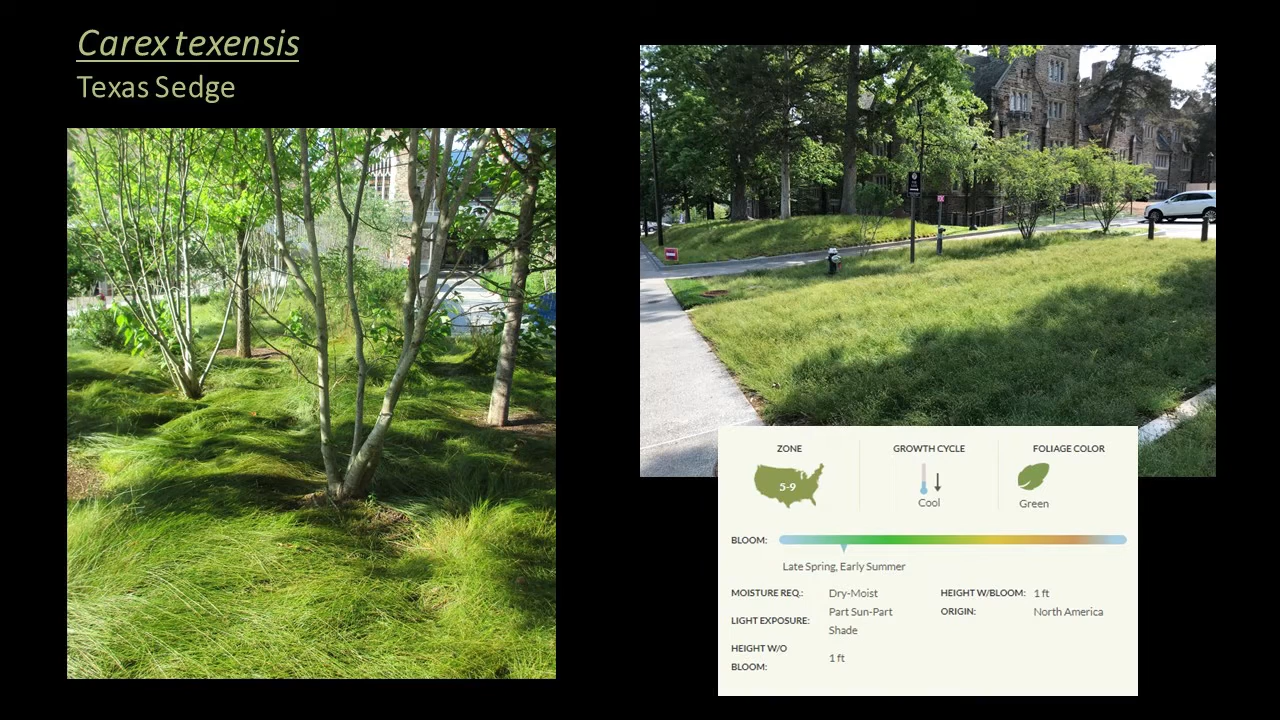 Carex texensis
Texas Sedge
ZONE
GROWTH CYCLE
FOLIAGE COLOR
5-9
Cool
Green
BLOOM:
Late Spring, Early Summer
MOISTURE REQ.: Dry-Moist
HEIGHT W/BLOOM: 1 ft
LIGHT EXPOSURE: Part Sun-Part
Shade
ORIGIN: North America
HEIGHT W/O
BLOOM: 1 ft